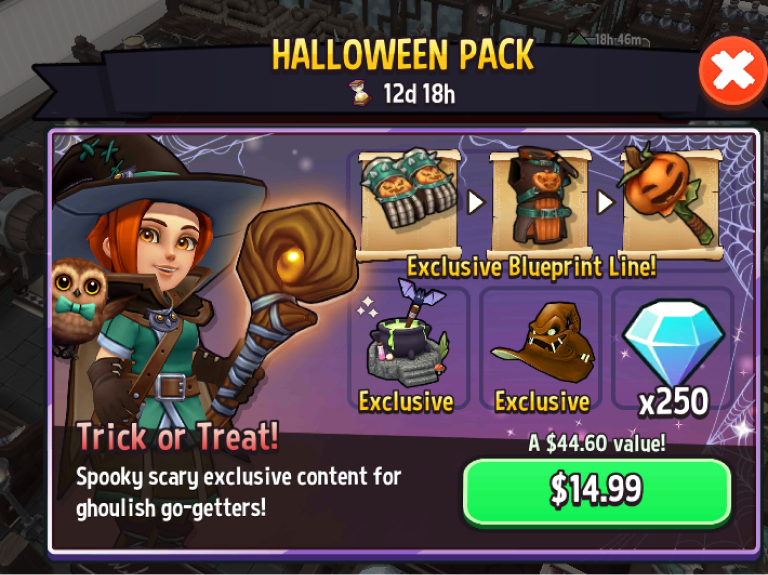 18h 46m
HALLOWEEN PACK
12d 18h
Exclusive Blueprint Line!
Exclusive
Exclusive
x250
Trick or Treat!
Spooky scary exclusive content for
ghoulish go-getters!
A $44.60 value!
$14.99